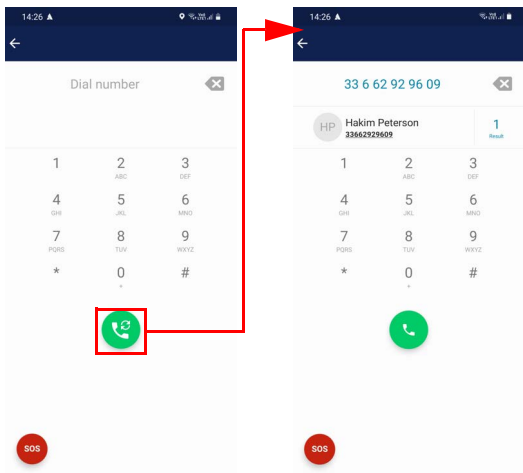 14:26
Dial number
1
2
3
ABC
DEF
4
5
6
GHI
JKL
MNO
7
8
9
PQRS
TUV
WXYZ
*
0
#
+
SOS
14:26
33 6 62 92 96 09
HP
Hakim Peterson
33662929609
1
Result
1
2
3
ABC
DEF
4
5
6
GHI
JKL
MNO
7
8
9
PQRS
TUV
WXYZ
*
0
#
+
SOS